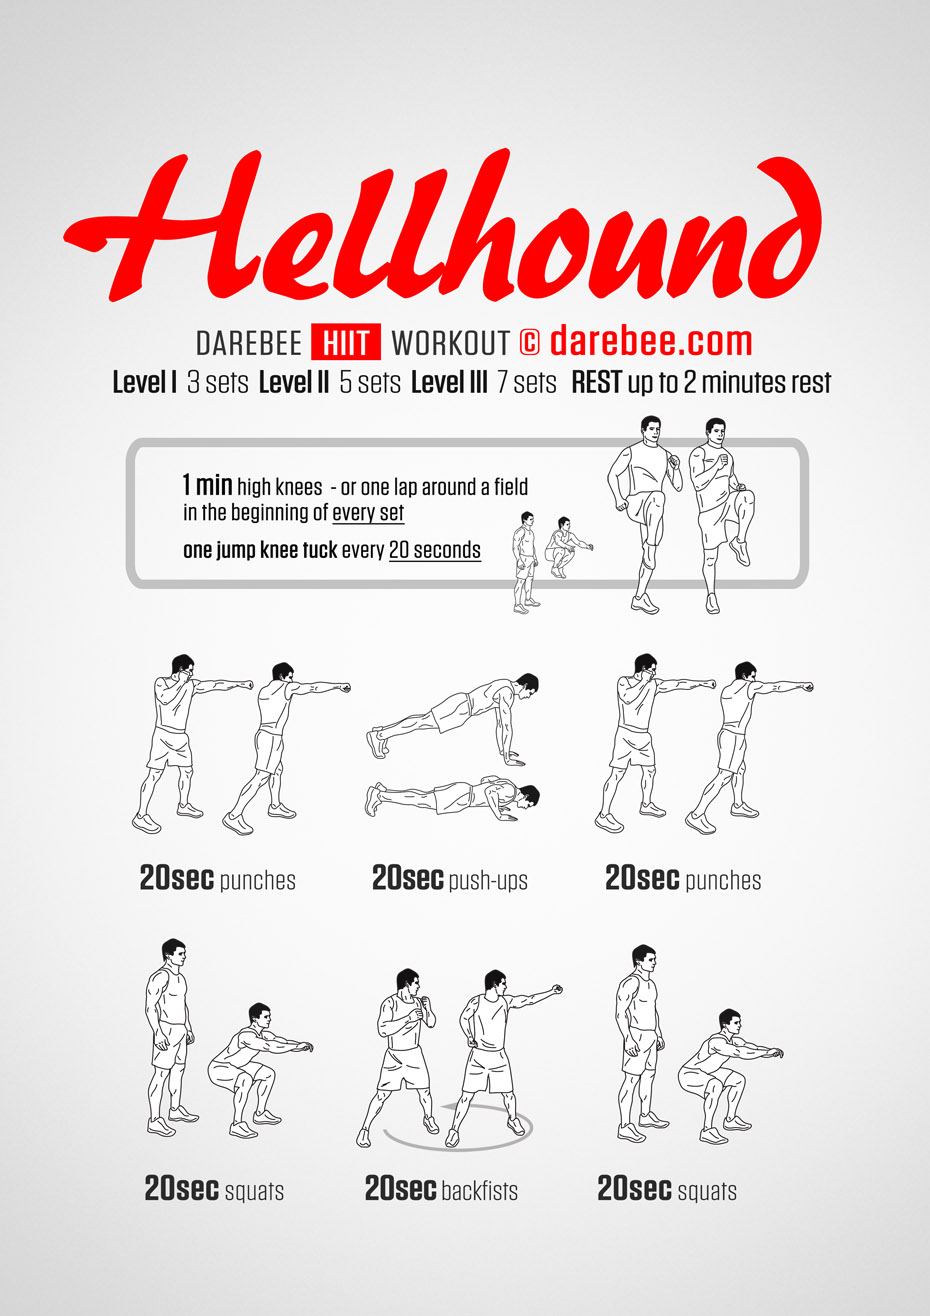 Hellhound
DAREBEE HIIT WORKOUT © darebee.com
Level I 3 sets Level II 5 sets Level III 7 sets REST up to 2 minutes rest
1 min high knees - or one lap around a field
in the beginning of every set
one jump knee tuck every 20 seconds
20sec punches
20sec push-ups
20sec punches
20sec squats
20sec backfists
20sec squats